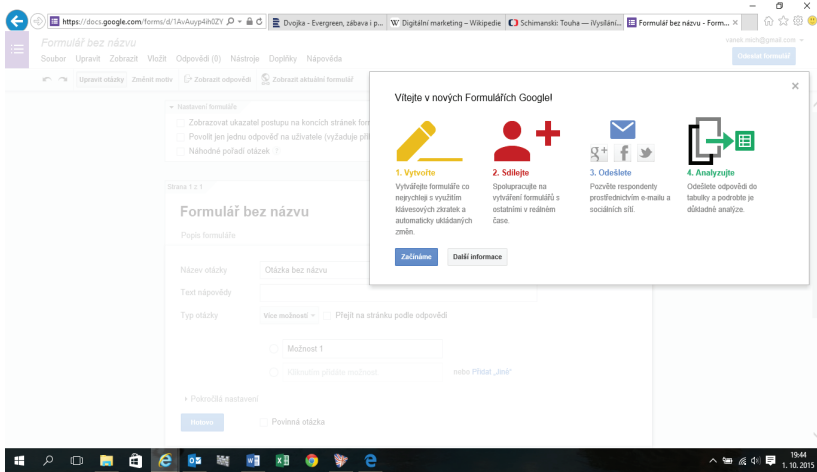 https://docs.google.com/forms/d/1AvAuyp4ih0ZY
Dvojka - Evergreen, zábava i p...
W Digitální marketing – Wikipedie
Schimanski: Touha — iVysílání...
Formulář bez názvu - Form...
Formulář bez názvu
Soubor Upravit Zobrazit Vložit Odpovědi (0) Nástroje Doplňky Nápověda
Odeslat formulář
Upravit otázky Změnit motiv Zobrazit odpovědi Zobrazit aktuální formulář
Nastavení formuláře
Zobrazovat ukazatel postupu na koncích stránek
Povolit jen jednu odpověď na uživatele (vyžaduje
Náhodné pořadí otázek ?
Strana 1 z 1
Formulář bez názvu
Popis formuláře
Název otázky Otázka bez názvu
Text nápovědy
Typ otázky Více možností Přejít na stránku podle odpovědi
Možnost 1
Kliknutím přidáte možnost nebo Přidat „Jiné"
Pokročilá nastavení
Hotovo Povinná otázka
Vítejte v nových Formulářích Google!
1. Vytvořte
Vytvářejte formuláře co
nejrychleji s využitím
klávesových zkratek a
automaticky ukládaných
změn.
2. Sdílejte
Spolupracujte na
vytváření formulářů s
ostatními v reálném
čase.
g+ f
3. Odešlete
Pozvěte respondenty
prostřednictvím e-mailu a
sociálních sítí.
4. Analyzujte
Odešlete odpovědi do
tabulky a podrobte je
důkladné analýze.
Začínáme Další informace
19:44
1. 10. 2015